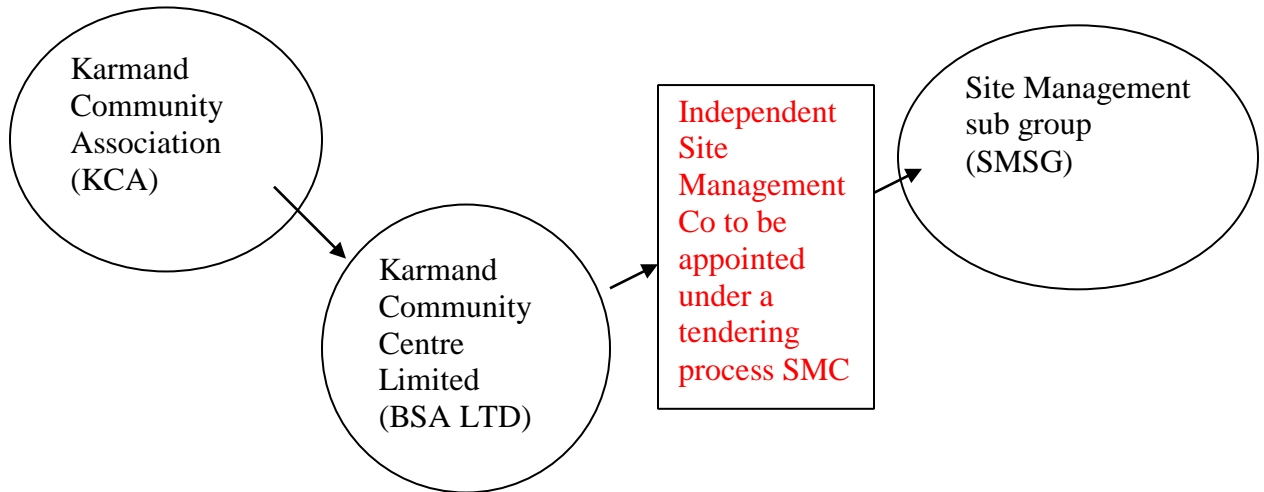 Karmand
Community
Association
(KCA)
Karmand
Community
Centre
Limited
(BSA LTD)
Independent
Site
Management
Co to be
appointed
under a
tendering
process SMC
Site Management
sub group
(SMSG)